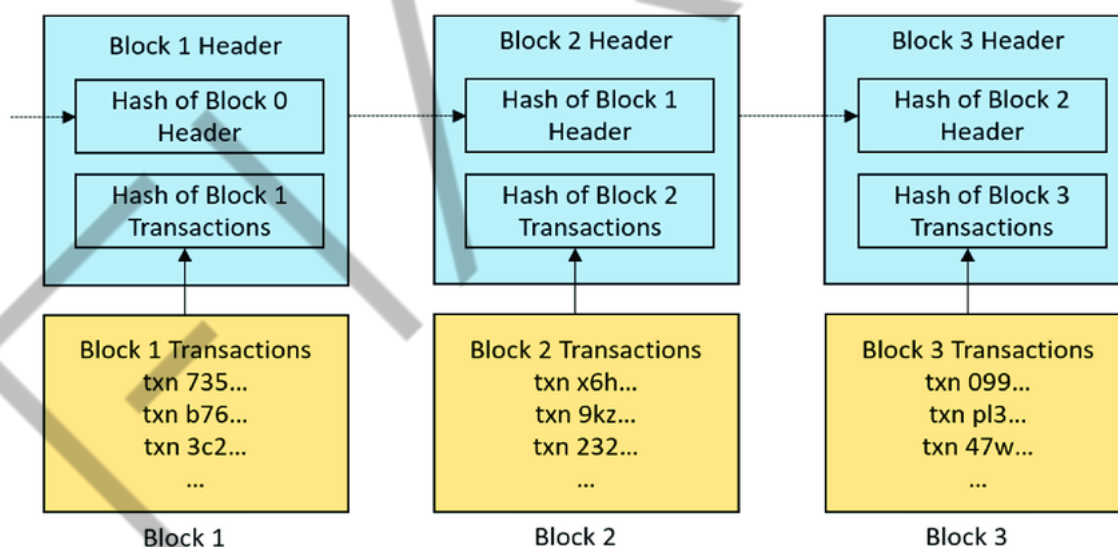 Block 1 Header
Hash of Block 0
Header
Hash of Block 1
Transactions
Block 1 Transactions
txn 735...
txn b76...
txn 3c2...
...
Block 1
Block 2 Header
Hash of Block 1
Header
Hash of Block 2
Transactions
Block 2 Transactions
txn x6h...
txn 9kz...
txn 232...
...
Block 2
Block 3 Header
Hash of Block 2
Header
Hash of Block 3
Transactions
Block 3 Transactions
txn 099...
txn pl3...
txn 47w...
...
Block 3